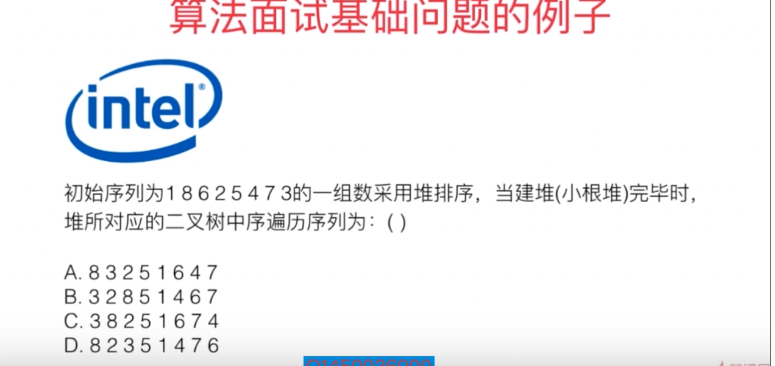 算法面试基础问题的例子
intel®
初始序列为1 8 6 2 5 4 7 3的一组数采用堆排序，当建堆(小根堆)完毕时，
堆所对应的二叉树中序遍历序列为：( )
A. 8 3 2 5 1 6 4 7
B. 3 2 8 5 1 4 6 7
C. 3 8 2 5 1 6 7 4
D. 8 2 3 5 1 4 7 6